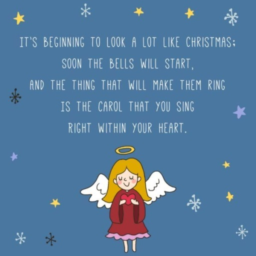 IT'S BEGINNING TO LOOK A LOT LIKE CHRISTMAS;
SOON THE BELLS WILL START,
AND THE THING THAT WILL MAKE THEM RING
IS THE CAROL THAT YOU SING
RIGHT WITHIN YOUR HEART.